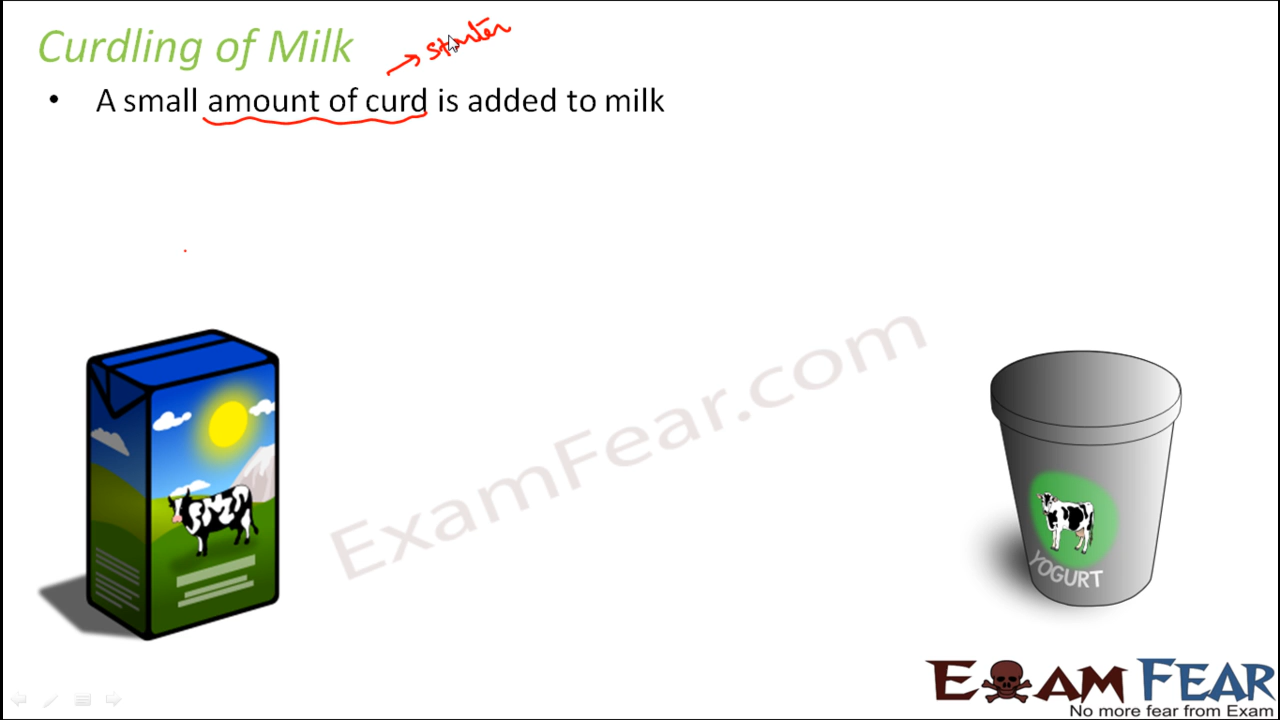 Curdling of Milk
starter
• A small amount of curd is added to milk
ExamFear.com
YOGURT
EXAM FEAR
No more fear from Exam